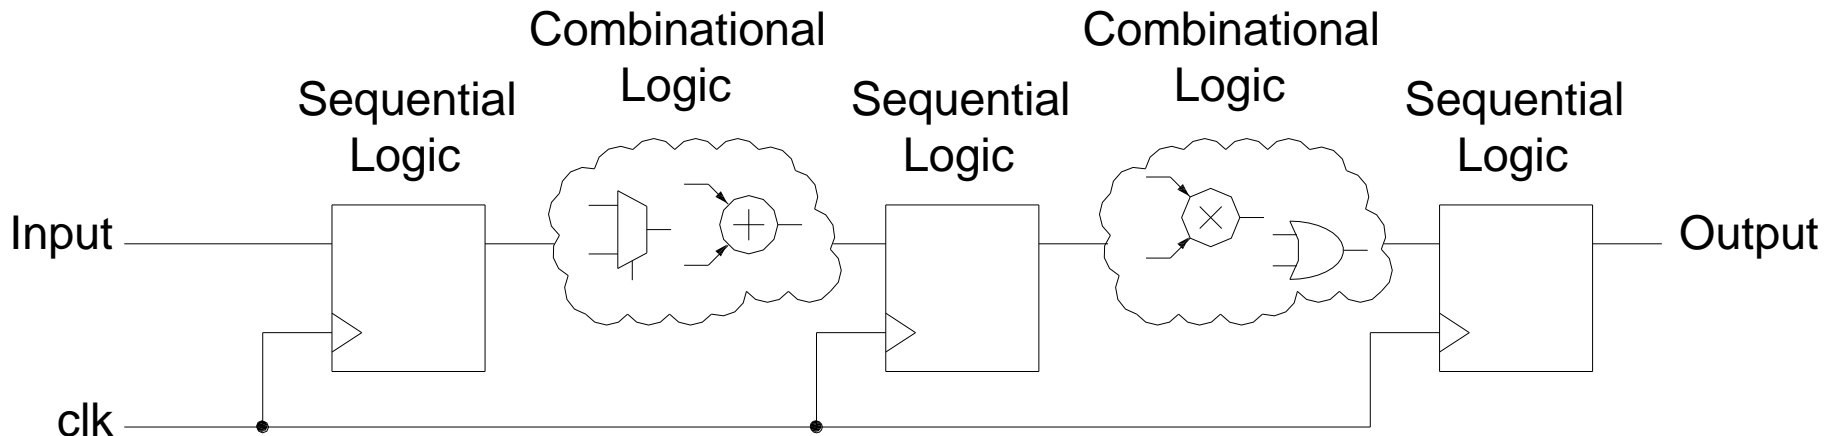 Combinational
Logic
Combinational
Logic
Sequential
Logic
Sequential
Logic
Sequential
Logic
Input
Output
clk